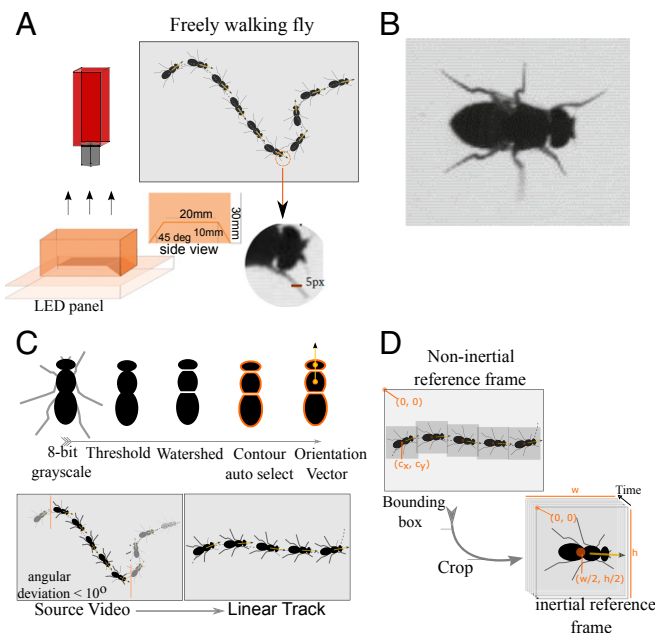 A
Freely walking fly
B
20mm
30mm
45 deg
10mm
side view
LED panel
5px
C
8-bit
grayscale
Threshold
Watershed
Contour
auto select
Orientation
Vector
angular
deviation < 10º
Source Video
Linear Track
D
Non-inertial
reference frame
(0, 0)
(cx, cy)
Bounding
box
Crop
w
Time
(0, 0)
h
(w/2, h/2)
inertial reference
frame